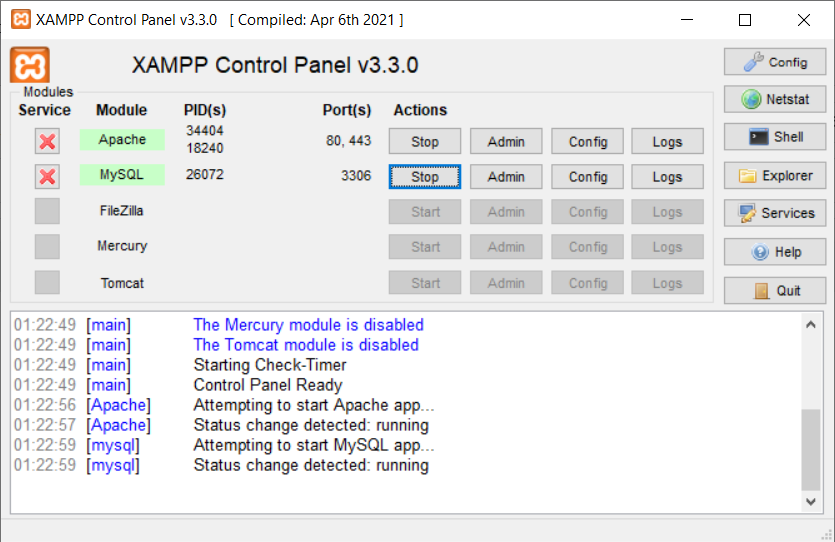 XAMPP Control Panel v3.3.0 [ Compiled: Apr 6th 2021 ]
XAMPP Control Panel v3.3.0
Config
Modules
Service Module PID(s) Port(s) Actions
Netstat
Apache 34404 18240 80, 443 Stop Admin Config Logs
Shell
MySQL 26072 3306 Stop Admin Config Logs
Explorer
FileZilla Start Admin Config Logs
Services
Mercury Start Admin Config Logs
Help
Tomcat Start Admin Config Logs
Quit
01:22:49 [main] The Mercury module is disabled
01:22:49 [main] The Tomcat module is disabled
01:22:49 [main] Starting Check-Timer
01:22:49 [main] Control Panel Ready
01:22:56 [Apache] Attempting to start Apache app...
01:22:57 [Apache] Status change detected: running
01:22:59 [mysql] Attempting to start MySQL app...
01:22:59 [mysql] Status change detected: running